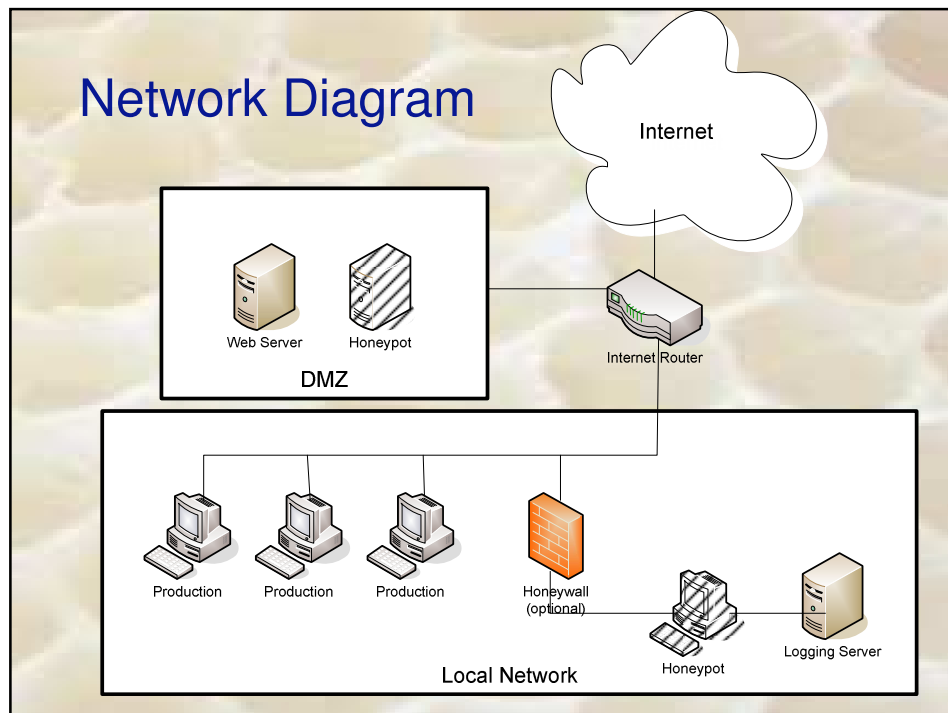 Network Diagram
Internet
Web Server
Honeypot
Internet Router
DMZ
Production
Production
Production
Honeywall
(optional)
Honeypot
Logging Server
Local Network